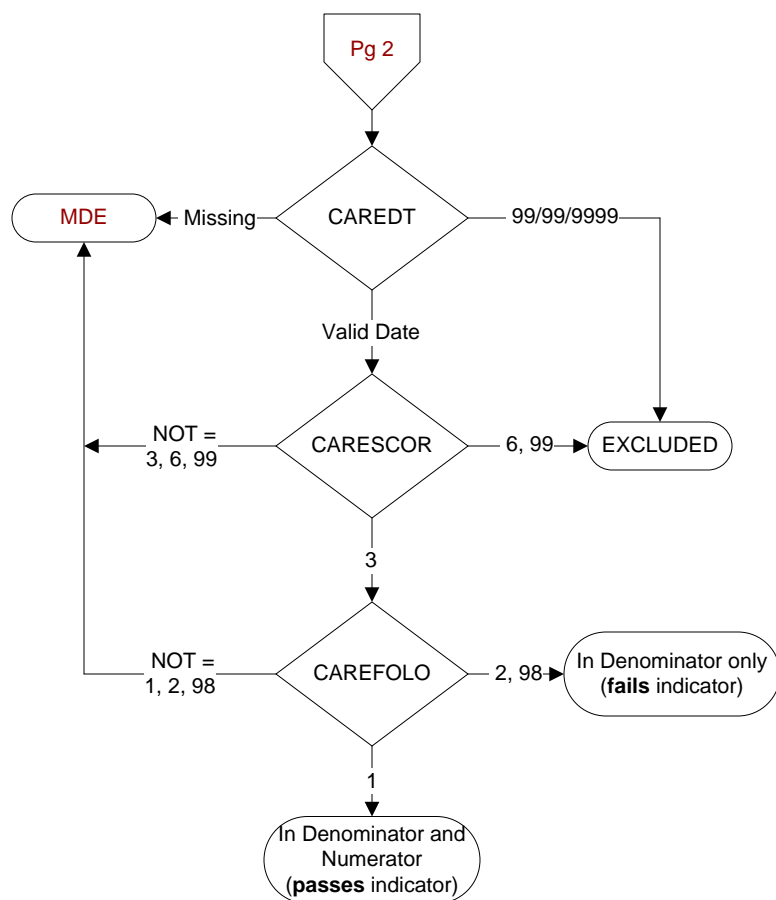 Pg 2
MDE
Missing
CAREDT
99/99/9999
Valid Date
NOT =
3, 6, 99
CARESCOR
6, 99
EXCLUDED
3
NOT =
1, 2, 98
CAREFOLO
2, 98
In Denominator only
(fails indicator)
1
In Denominator and
Numerator
(passes indicator)